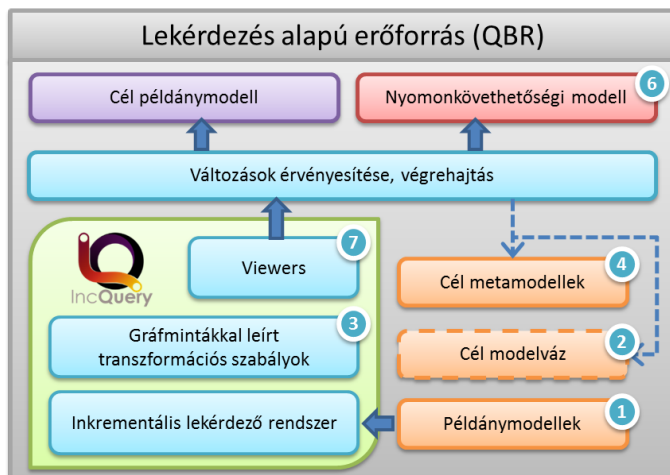 Lekérdezés alapú erőforrás (QBR)
Cél példánymodell
Nyomonkövethetőségi modell
6
Változások érvényesítése, végrehajtás
IncQuery
Viewers
7
Cél metamodellek
4
Gráfmintákkal leírt
transzformációs szabályok
3
Cél modelváz
2
Inkrementális lekérdező rendszer
Példánymodellek
1